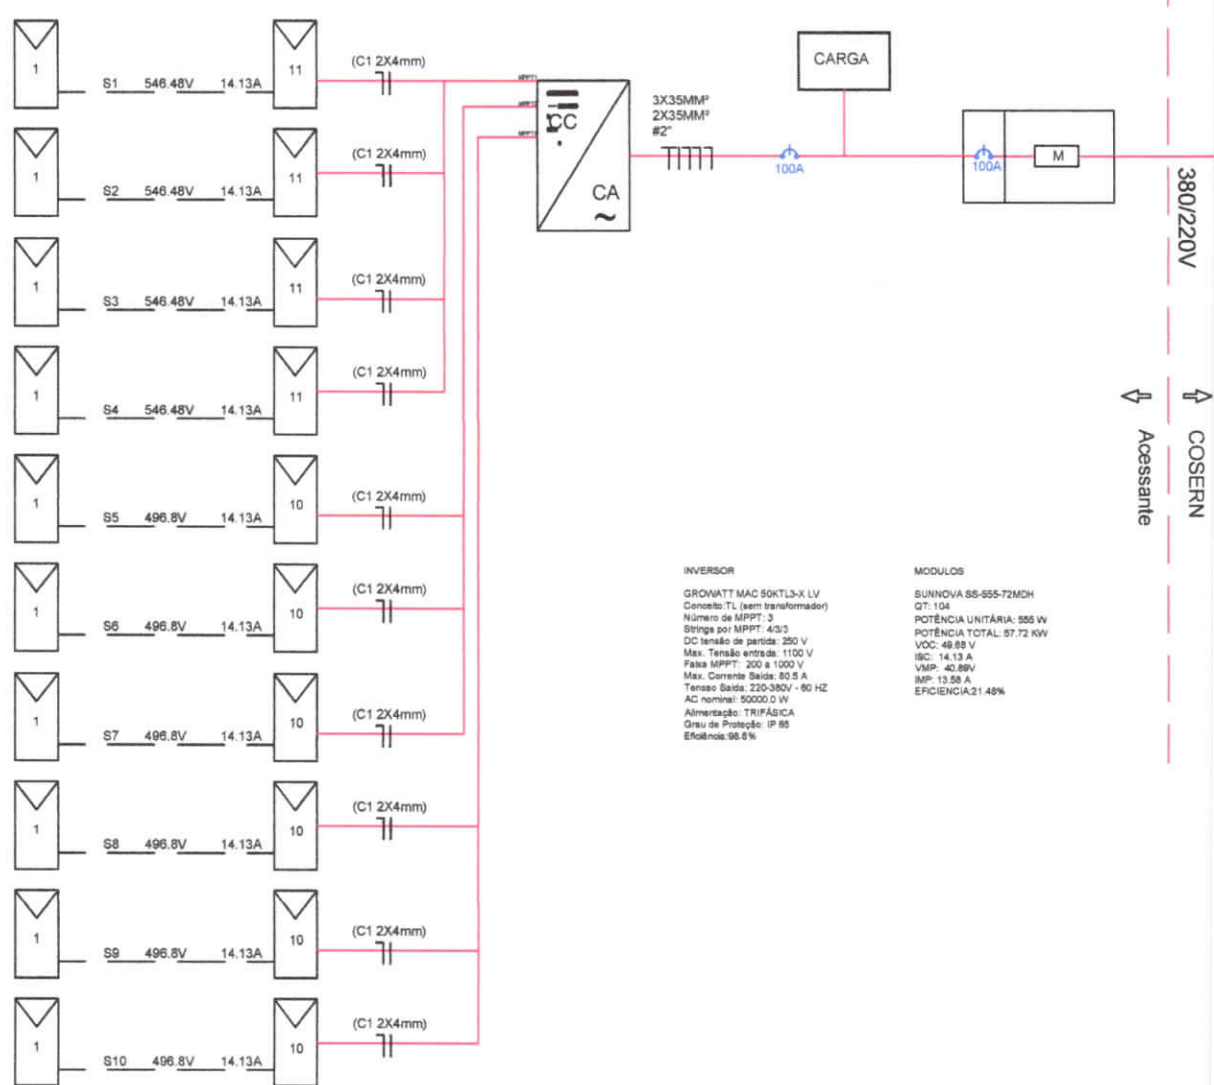 1
S1 546.48V 14.13A
11
(C1 2X4mm)
1
S2 546.48V 14.13A
11
(C1 2X4mm)
1
S3 546.48V 14.13A
11
(C1 2X4mm)
1
S4 546.48V 14.13A
11
(C1 2X4mm)
1
S5 496.8V 14.13A
10
(C1 2X4mm)
1
S6 496.8V 14.13A
10
(C1 2X4mm)
1
S7 496.8V 14.13A
10
(C1 2X4mm)
1
S8 496.8V 14.13A
10
(C1 2X4mm)
1
S9 496.8V 14.13A
10
(C1 2X4mm)
1
S10 496.8V 14.13A
10
(C1 2X4mm)
MPPT1
CC
CA
~
3X35MM²
2X35MM²
#2"
100A
CARGA
100A
M
380/220V
Acessante
COSERN
INVERSOR
GROWATT MAC 50KTL3-X LV
Conceito:TL (sem transformador)
Número de MPPT: 3
Strings por MPPT: 4/3/3
DC tensão de partida: 250 V
Max. Tensão entrada: 1100 V
Faixa MPPT: 200 a 1000 V
Max. Corrente Saida: 80.5 A
Tensao Saida: 220-380V - 60 HZ
AC nominal: 50000.0 W
Alimentação: TRIFÁSICA
Grau de Proteção: IP 65
Eficiência:98.8%
MODULOS
SUNNOVA SS-555-72MDH
QT: 104
POTÊNCIA UNITÁRIA: 555 W
POTÊNCIA TOTAL: 57.72 KW
VOC: 49.68 V
ISC: 14.13 A
VMP: 40.89V
IMP: 13.58 A
EFICIENCIA:21.48%